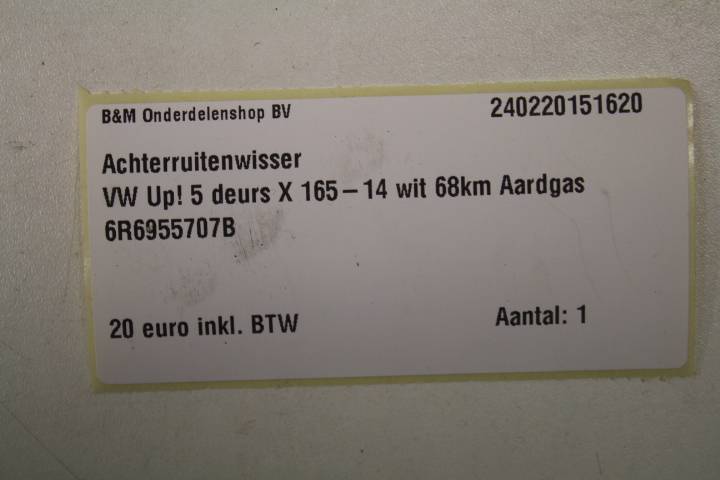 B&M Onderdelenshop BV 240220151620
Achterruitenwisser
VW Up! 5 deurs X 165-14 wit 68km Aardgas
6R6955707B
20 euro inkl. BTW Aantal: 1